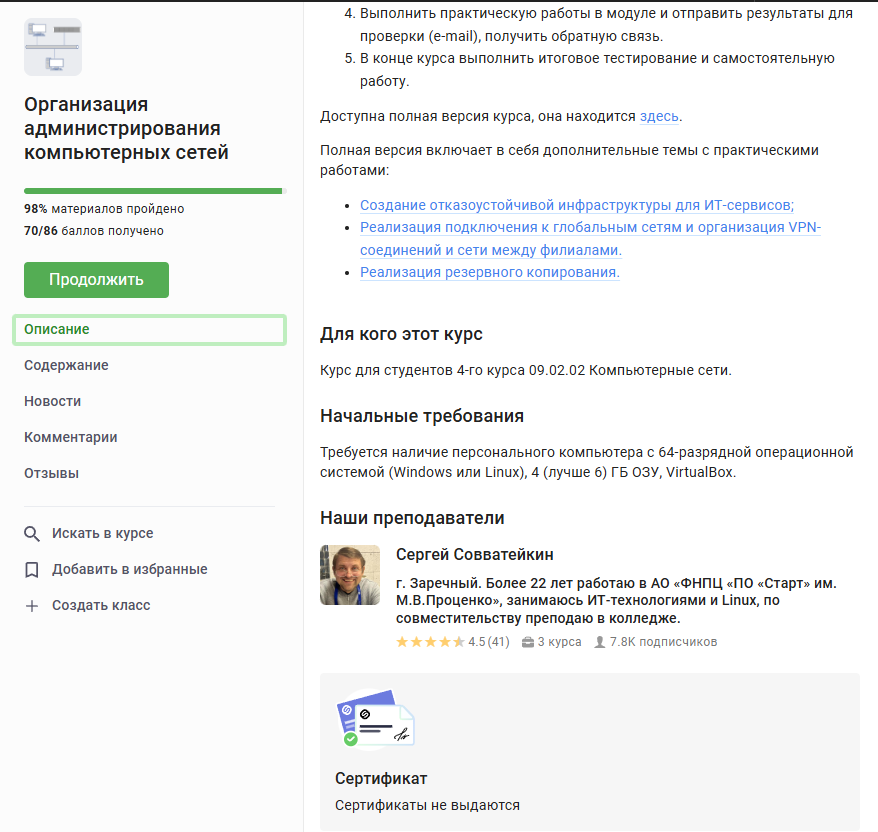 Организация
администрирования
компьютерных сетей
98% материалов пройдено
70/86 баллов получено
Продолжить
Описание
Содержание
Новости
Комментарии
Отзывы
Искать в курсе
Добавить в избранные
Создать класс
4. Выполнить практическую работы в модуле и отправить результаты для
проверки (e-mail), получить обратную связь.
5. В конце курса выполнить итоговое тестирование и самостоятельную
работу.
Доступна полная версия курса, она находится здесь.
Полная версия включает в себя дополнительные темы с практическими
работами:
• Создание отказоустойчивой инфраструктуры для ИТ-сервисов;
• Реализация подключения к глобальным сетям и организация VPN-
соединений и сети между филиалами.
• Реализация резервного копирования.
Для кого этот курс
Курс для студентов 4-го курса 09.02.02 Компьютерные сети.
Начальные требования
Требуется наличие персонального компьютера с 64-разрядной операционной
системой (Windows или Linux), 4 (лучше 6) ГБ ОЗУ, VirtualBox.
Наши преподаватели
Сергей Совватейкин
г. Заречный. Более 22 лет работаю в АО «ФНПЦ «ПО «Старт» им.
М.В.Проценко», занимаюсь ИТ-технологиями и Linux, по
совместительству преподаю в колледже.
4.5 (41) 3 курса 7.8K подписчиков
Сертификат
Сертификаты не выдаются